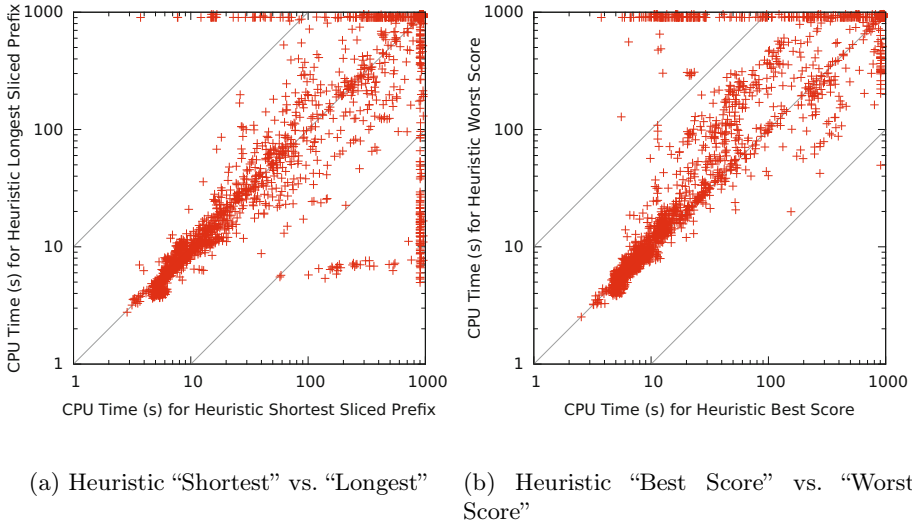 1000
100
10
1
1
10
100
1000
CPU Time (s) for Heuristic Longest Sliced Prefix
CPU Time (s) for Heuristic Shortest Sliced Prefix
1000
100
10
1
1
10
100
1000
CPU Time (s) for Heuristic Worst Score
CPU Time (s) for Heuristic Best Score
(a) Heuristic “Shortest” vs. “Longest”
(b) Heuristic “Best Score” vs. “Worst
Score”